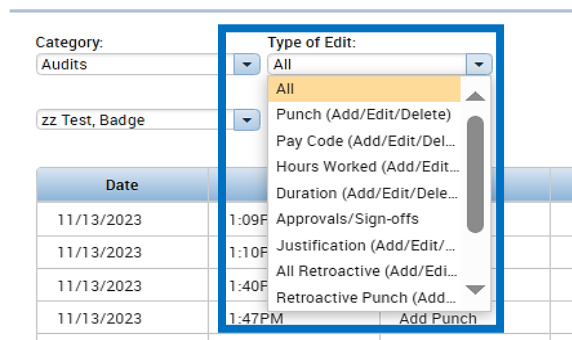 Category:
Type of Edit:
Audits
All
All
Punch (Add/Edit/Delete)
zz Test, Badge
Pay Code (Add/Edit/Del...
Hours Worked (Add/Edit...
Duration (Add/Edit/Dele...
Approvals/Sign-offs
Justification (Add/Edit/...
All Retroactive (Add/Edi...
Retroactive Punch (Add...
Date
11/13/2023 1:09P
11/13/2023 1:10P
11/13/2023 1:40P
11/13/2023 1:47PM Add Punch